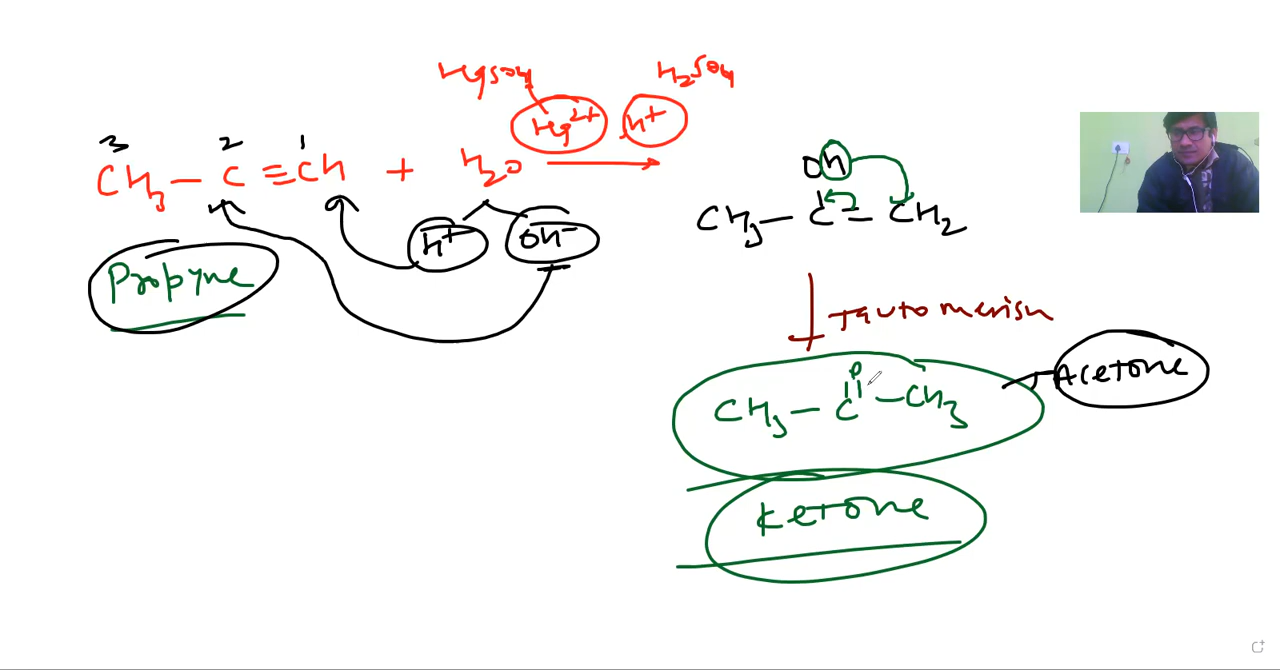 HgSO4 H2SO4
Hg2+ H+
3 2 1
CH3 — C ≡ CH + H2O →
H+ OH-
Propyne
OH
CH3 — C = CH2
Tautomerism
O
CH3 — C — CH3
Acetone
Ketone